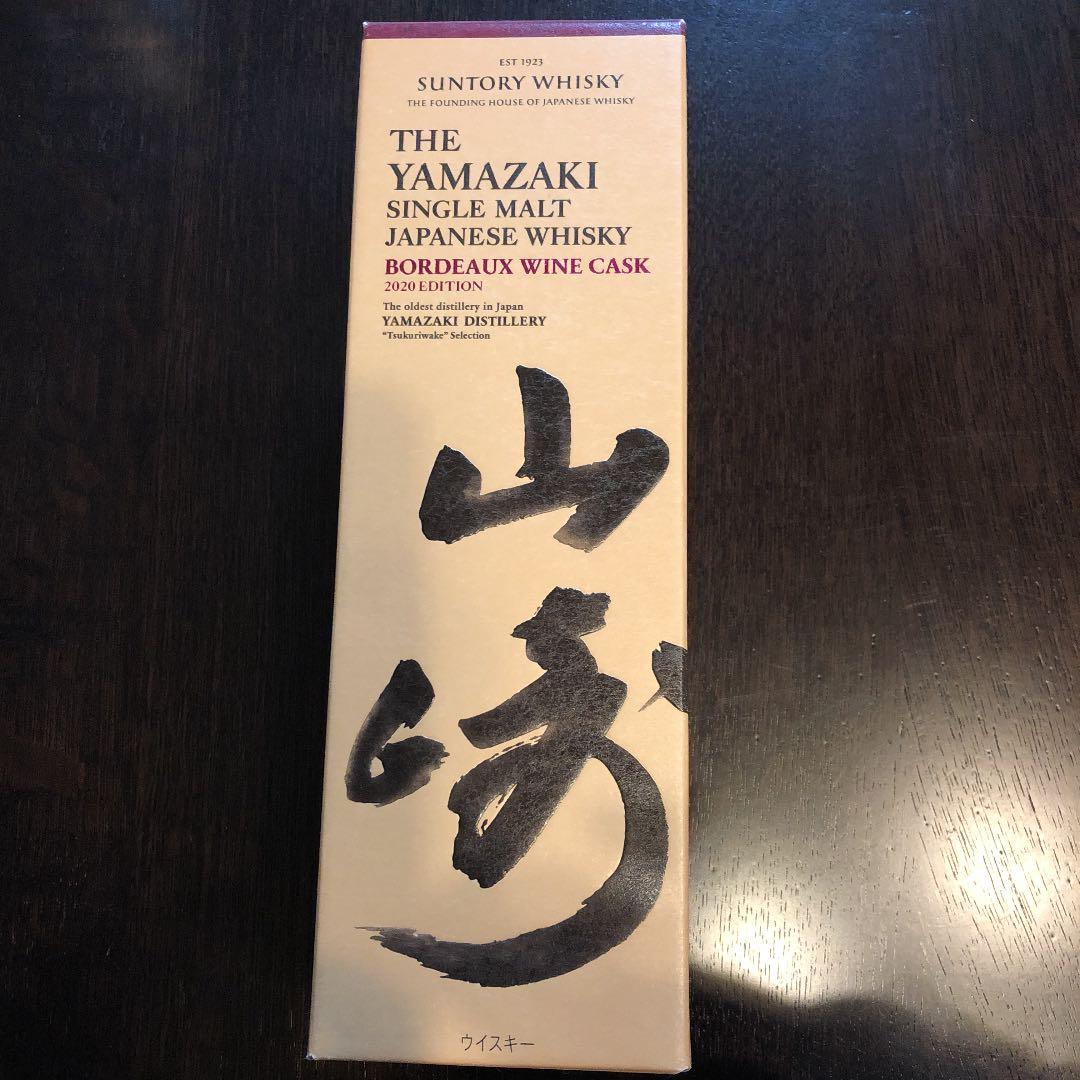 EST 1923
SUNTORY WHISKY
THE FOUNDING HOUSE OF JAPANESE WHISKY
THE
YAMAZAKI
SINGLE MALT
JAPANESE WHISKY
BORDEAUX WINE CASK
2020 EDITION
The oldest distillery in Japan
YAMAZAKI DISTILLERY
“Tsukuriwake” Selection
山
崎
ウイスキー